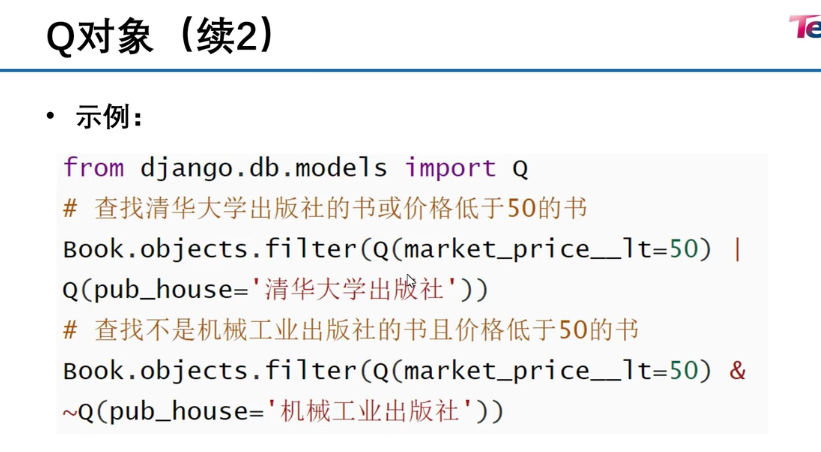 Q对象（续2）
Te
• 示例：
from django.db.models import Q
# 查找清华大学出版社的书或价格低于50的书
Book.objects.filter(Q(market_price__lt=50) |
Q(pub_house='清华大学出版社'))
# 查找不是机械工业出版社的书且价格低于50的书
Book.objects.filter(Q(market_price__lt=50) &
~Q(pub_house='机械工业出版社'))